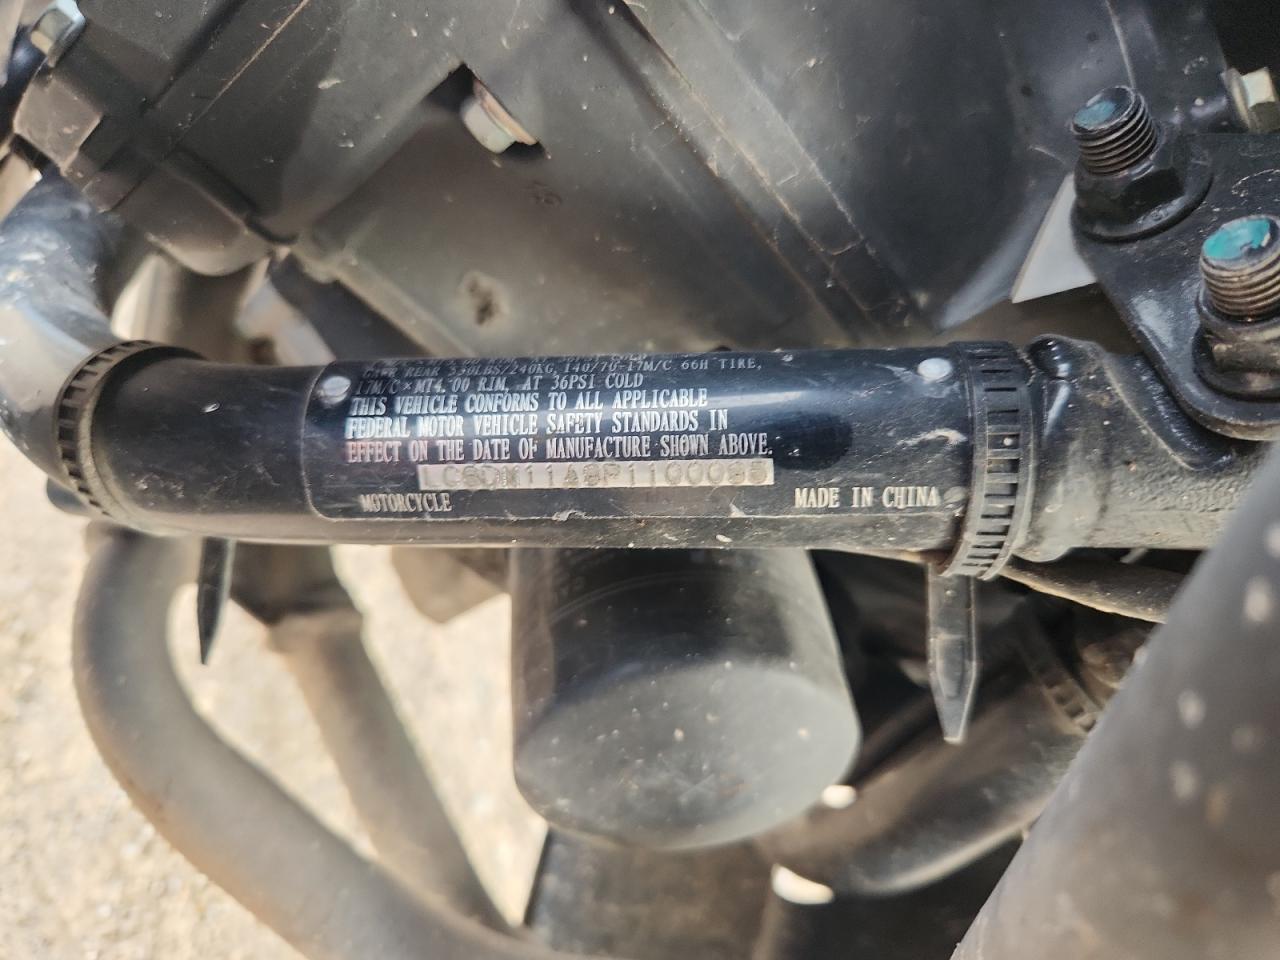 GAWR REAR 530LBS/240KG, 140/70-17M/C 66H TIRE,
17M/C×MT4.00 RIM, AT 36PSI COLD
THIS VEHICLE CONFORMS TO ALL APPLICABLE
FEDERAL MOTOR VEHICLE SAFETY STANDARDS IN
EFFECT ON THE DATE OF MANUFACTURE SHOWN ABOVE.
MOTORCYCLE
MADE IN CHINA